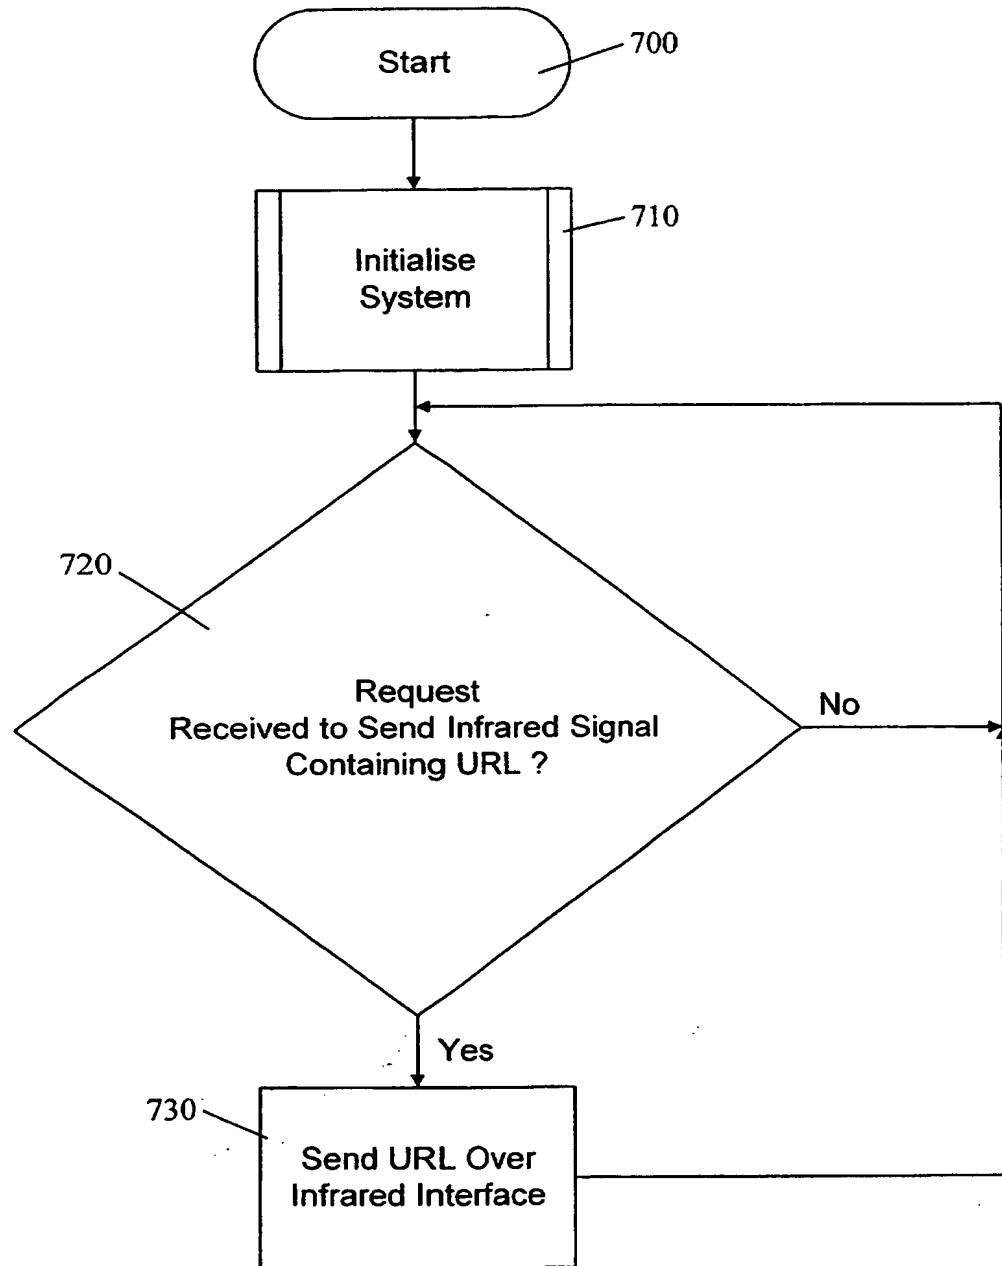 Start
700
Initialise
System
710
720
Request
Received to Send Infrared Signal
Containing URL ?
No
Yes
730
Send URL Over
Infrared Interface